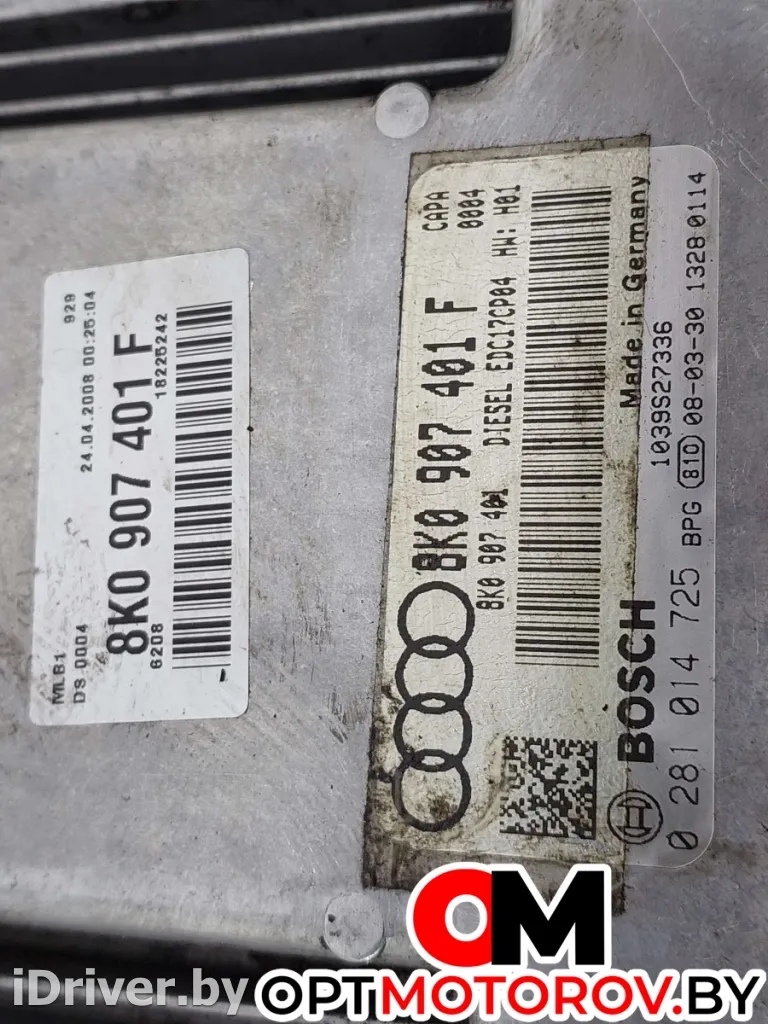 MLB1
DS 0004
24.04.2008 00:25:04
929
8K0 907 401 F
6208
18225242
8K0 907 401 F
CAPA
0004
8K0 907 401
DIESEL EDC17CP04 HW: H01
Made in Germany
1039S27336
BOSCH
0 281 014 725 BPG 810 08-03-30 1328 0114
OM
OPTMOTOROV.BY
iDriver.by